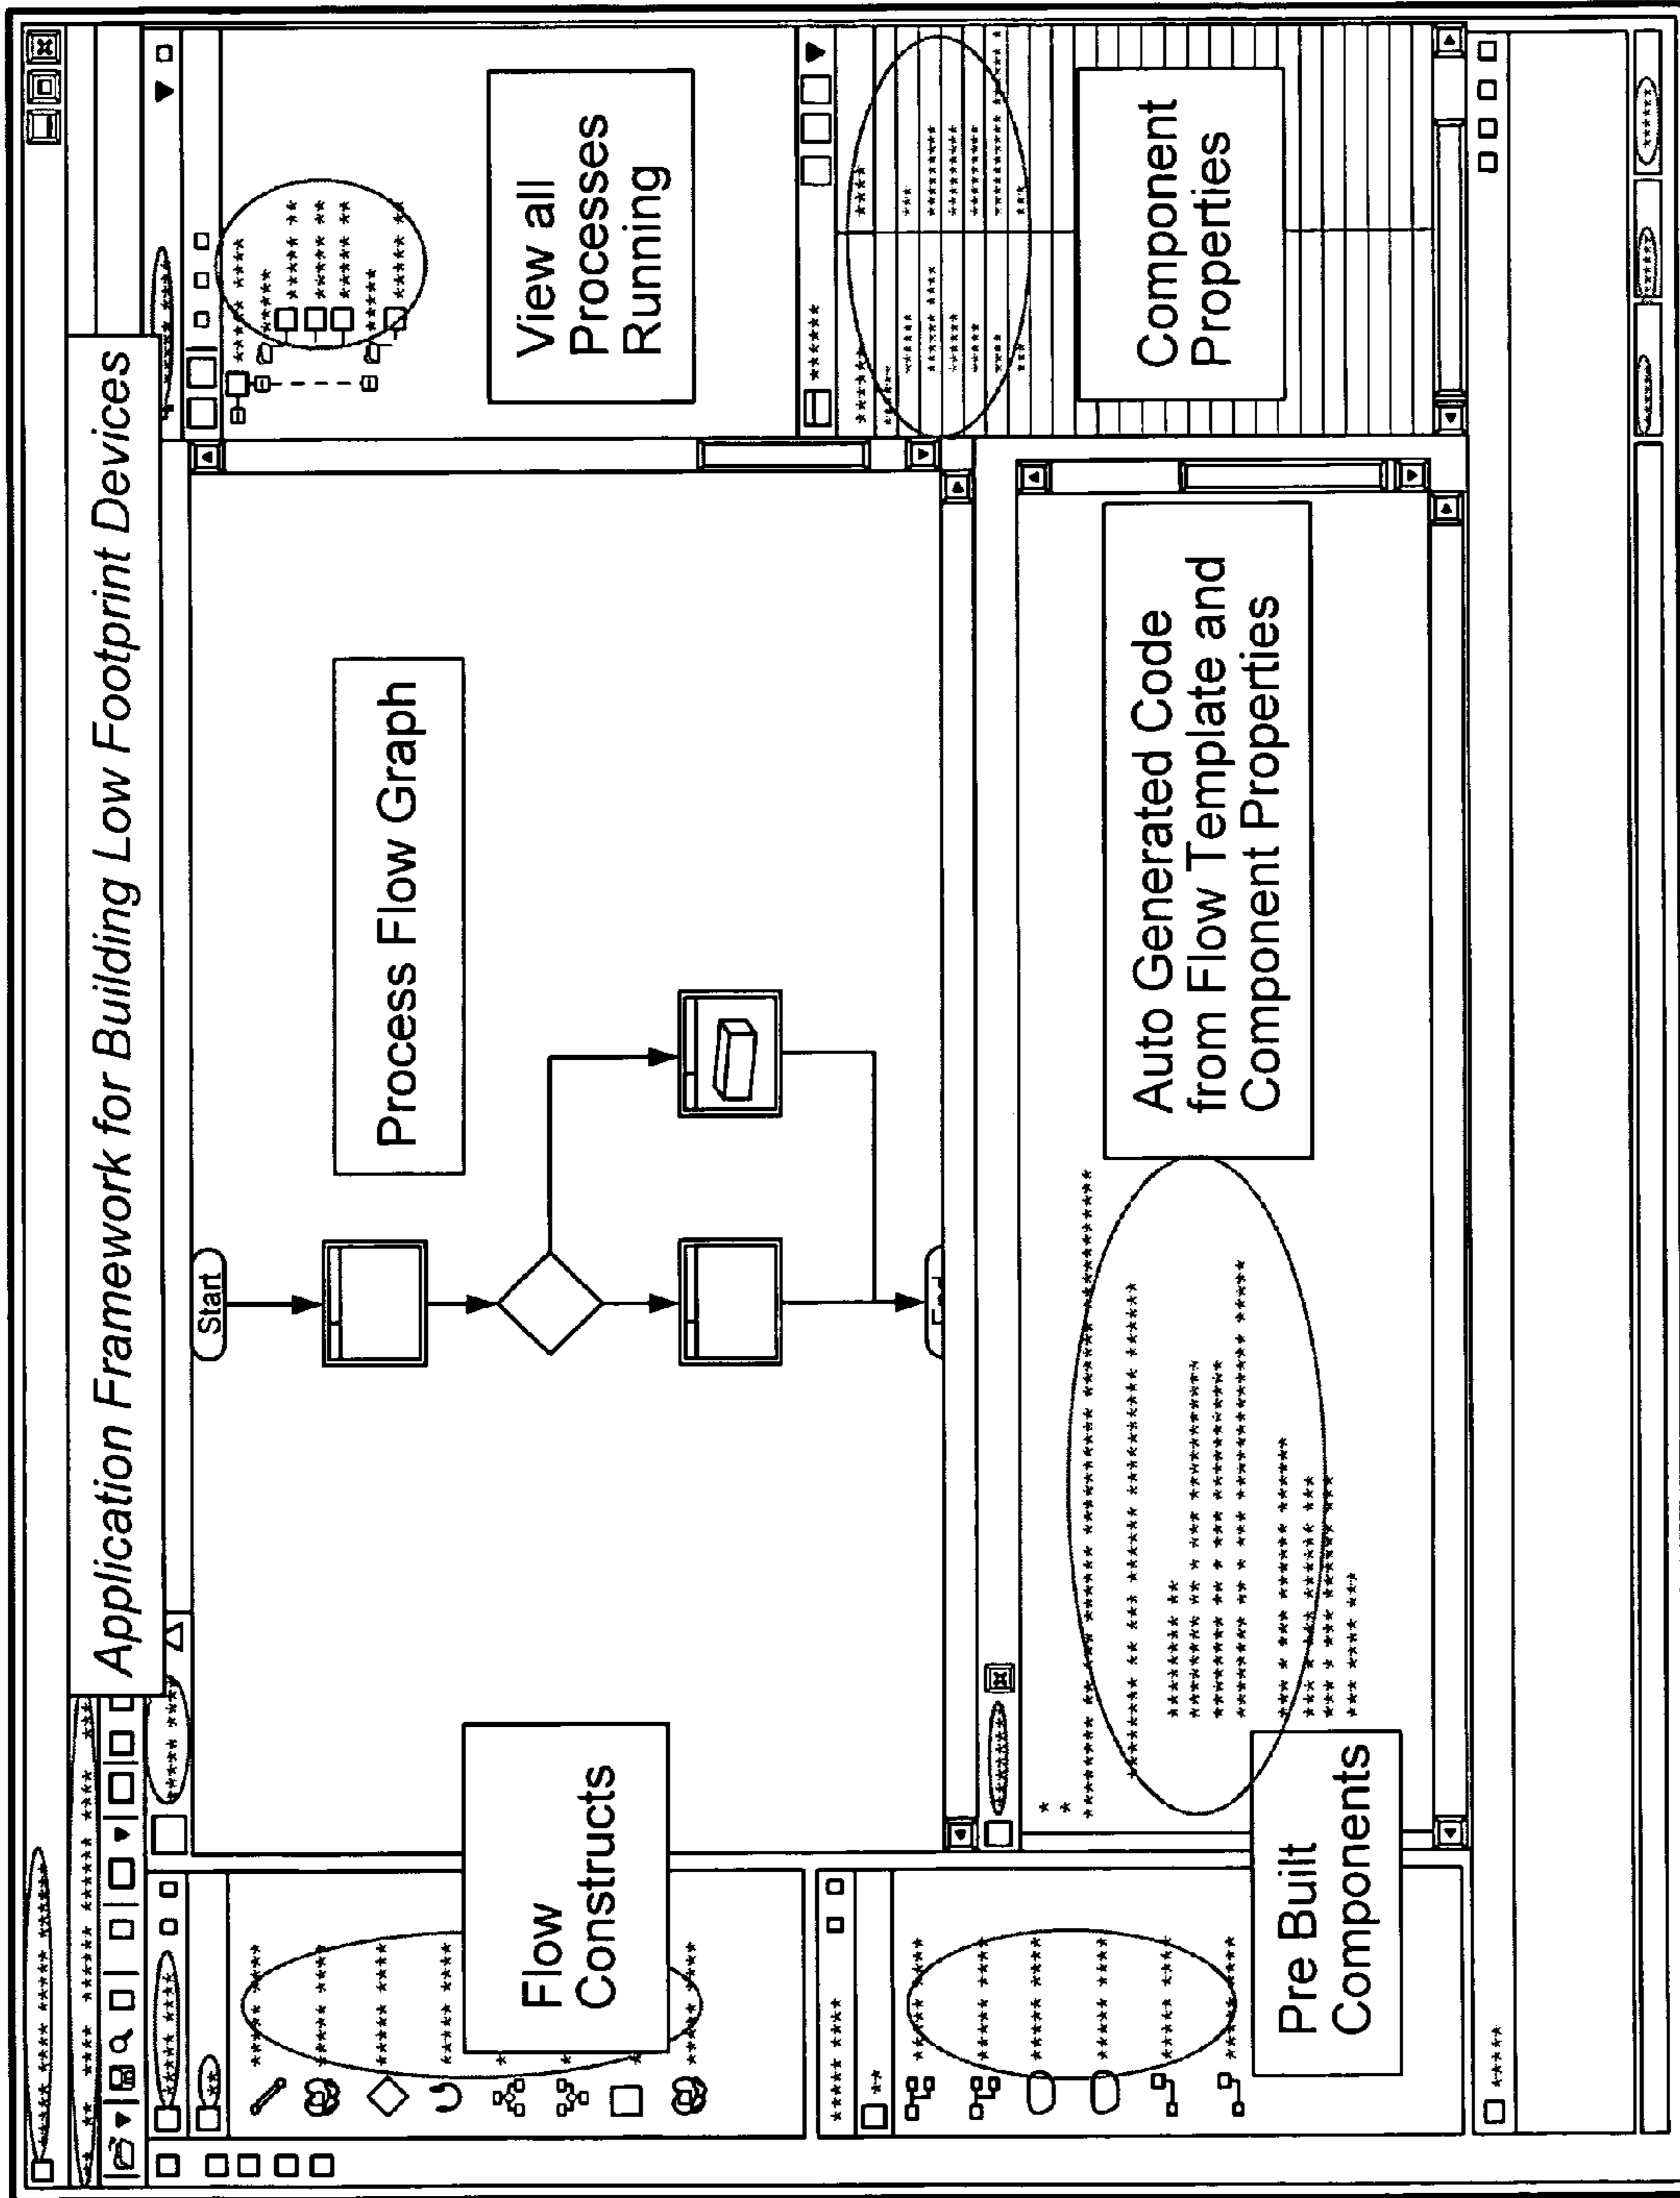 Application Framework for Building Low Footprint Devices
Flow
Constructs
Start
Process Flow Graph
View all
Processes
Running
Pre Built
Components
Auto Generated Code
from Flow Template and
Component Properties
Component
Properties